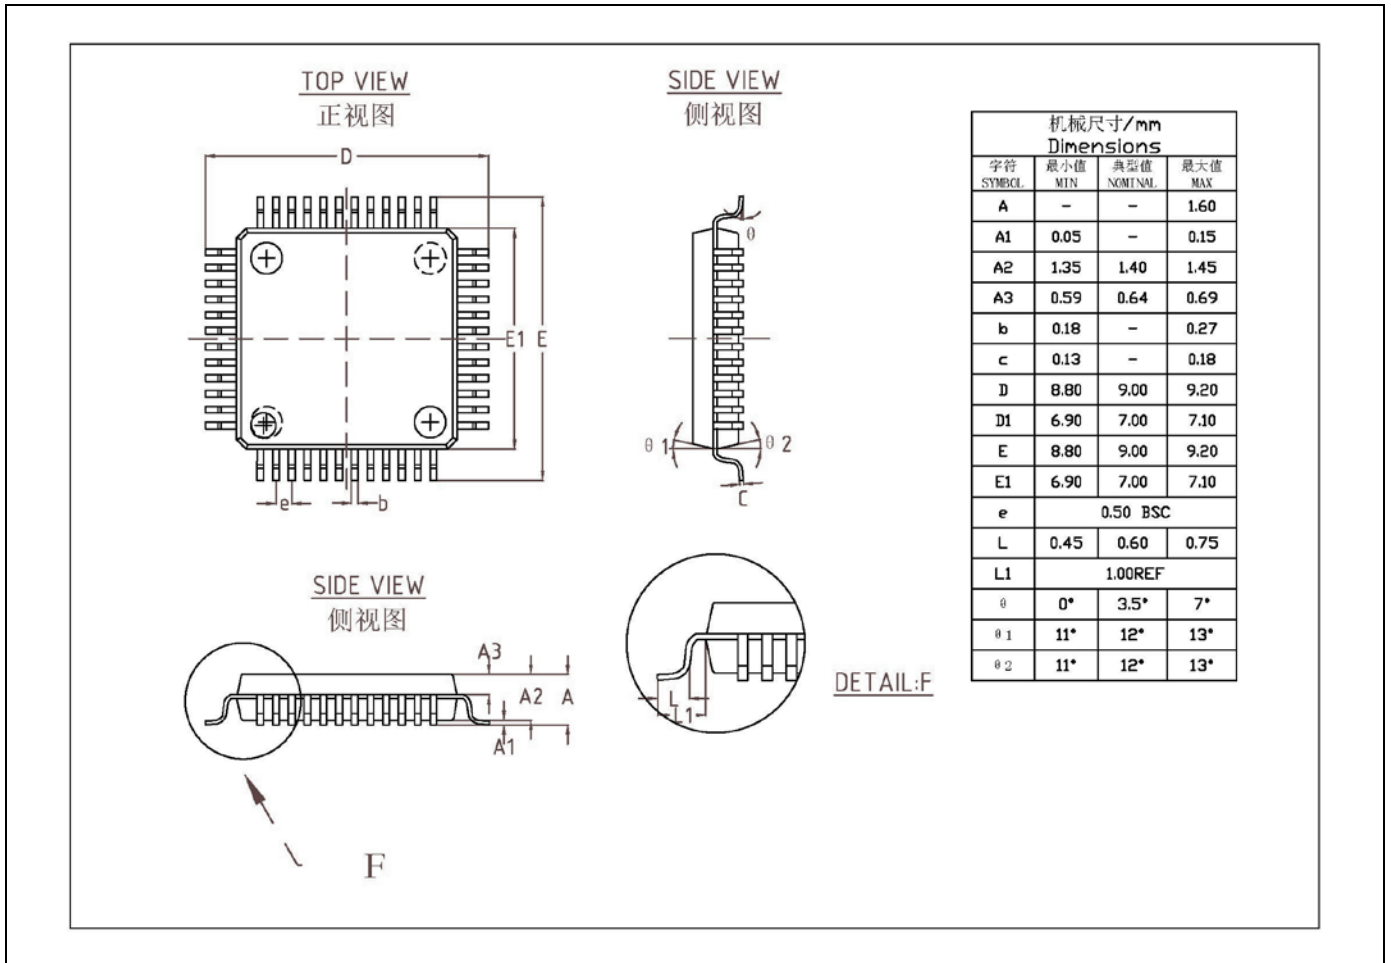 TOP VIEW
正视图
D
E1
E
e
b
SIDE VIEW
侧视图
θ
θ 1
θ 2
C
SIDE VIEW
侧视图
A3
A2
A
A1
F
L
L1
DETAIL:F
机械尺寸/mm
Dimensions
字符 最小值 典型值 最大值
SYMBOL MIN NOMINAL MAX
A - - 1.60
A1 0.05 - 0.15
A2 1.35 1.40 1.45
A3 0.59 0.64 0.69
b 0.18 - 0.27
c 0.13 - 0.18
D 8.80 9.00 9.20
D1 6.90 7.00 7.10
E 8.80 9.00 9.20
E1 6.90 7.00 7.10
e 0.50 BSC
L 0.45 0.60 0.75
L1 1.00REF
θ 0° 3.5° 7°
θ 1 11° 12° 13°
θ 2 11° 12° 13°